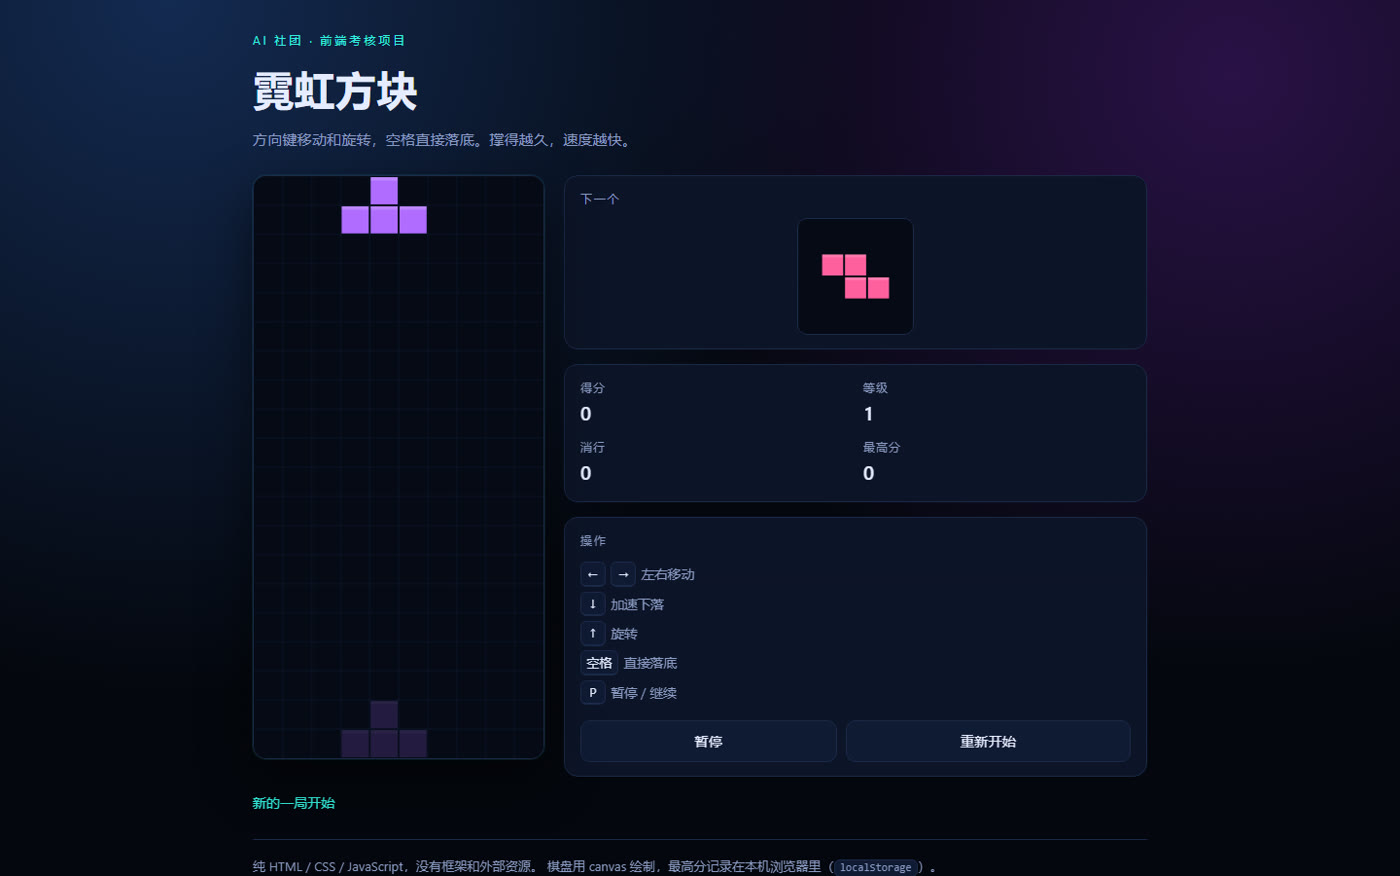 AI 社团 · 前端考核项目
霓虹方块
方向键移动和旋转，空格直接落底。撑得越久，速度越快。
下一个
得分
0
等级
1
消行
0
最高分
0
操作
← → 左右移动
↓ 加速下落
↑ 旋转
空格 直接落底
P 暂停 / 继续
暂停
重新开始
新的一局开始
纯 HTML / CSS / JavaScript，没有框架和外部资源。 棋盘用 canvas 绘制，最高分记录在本机浏览器里（localStorage）。